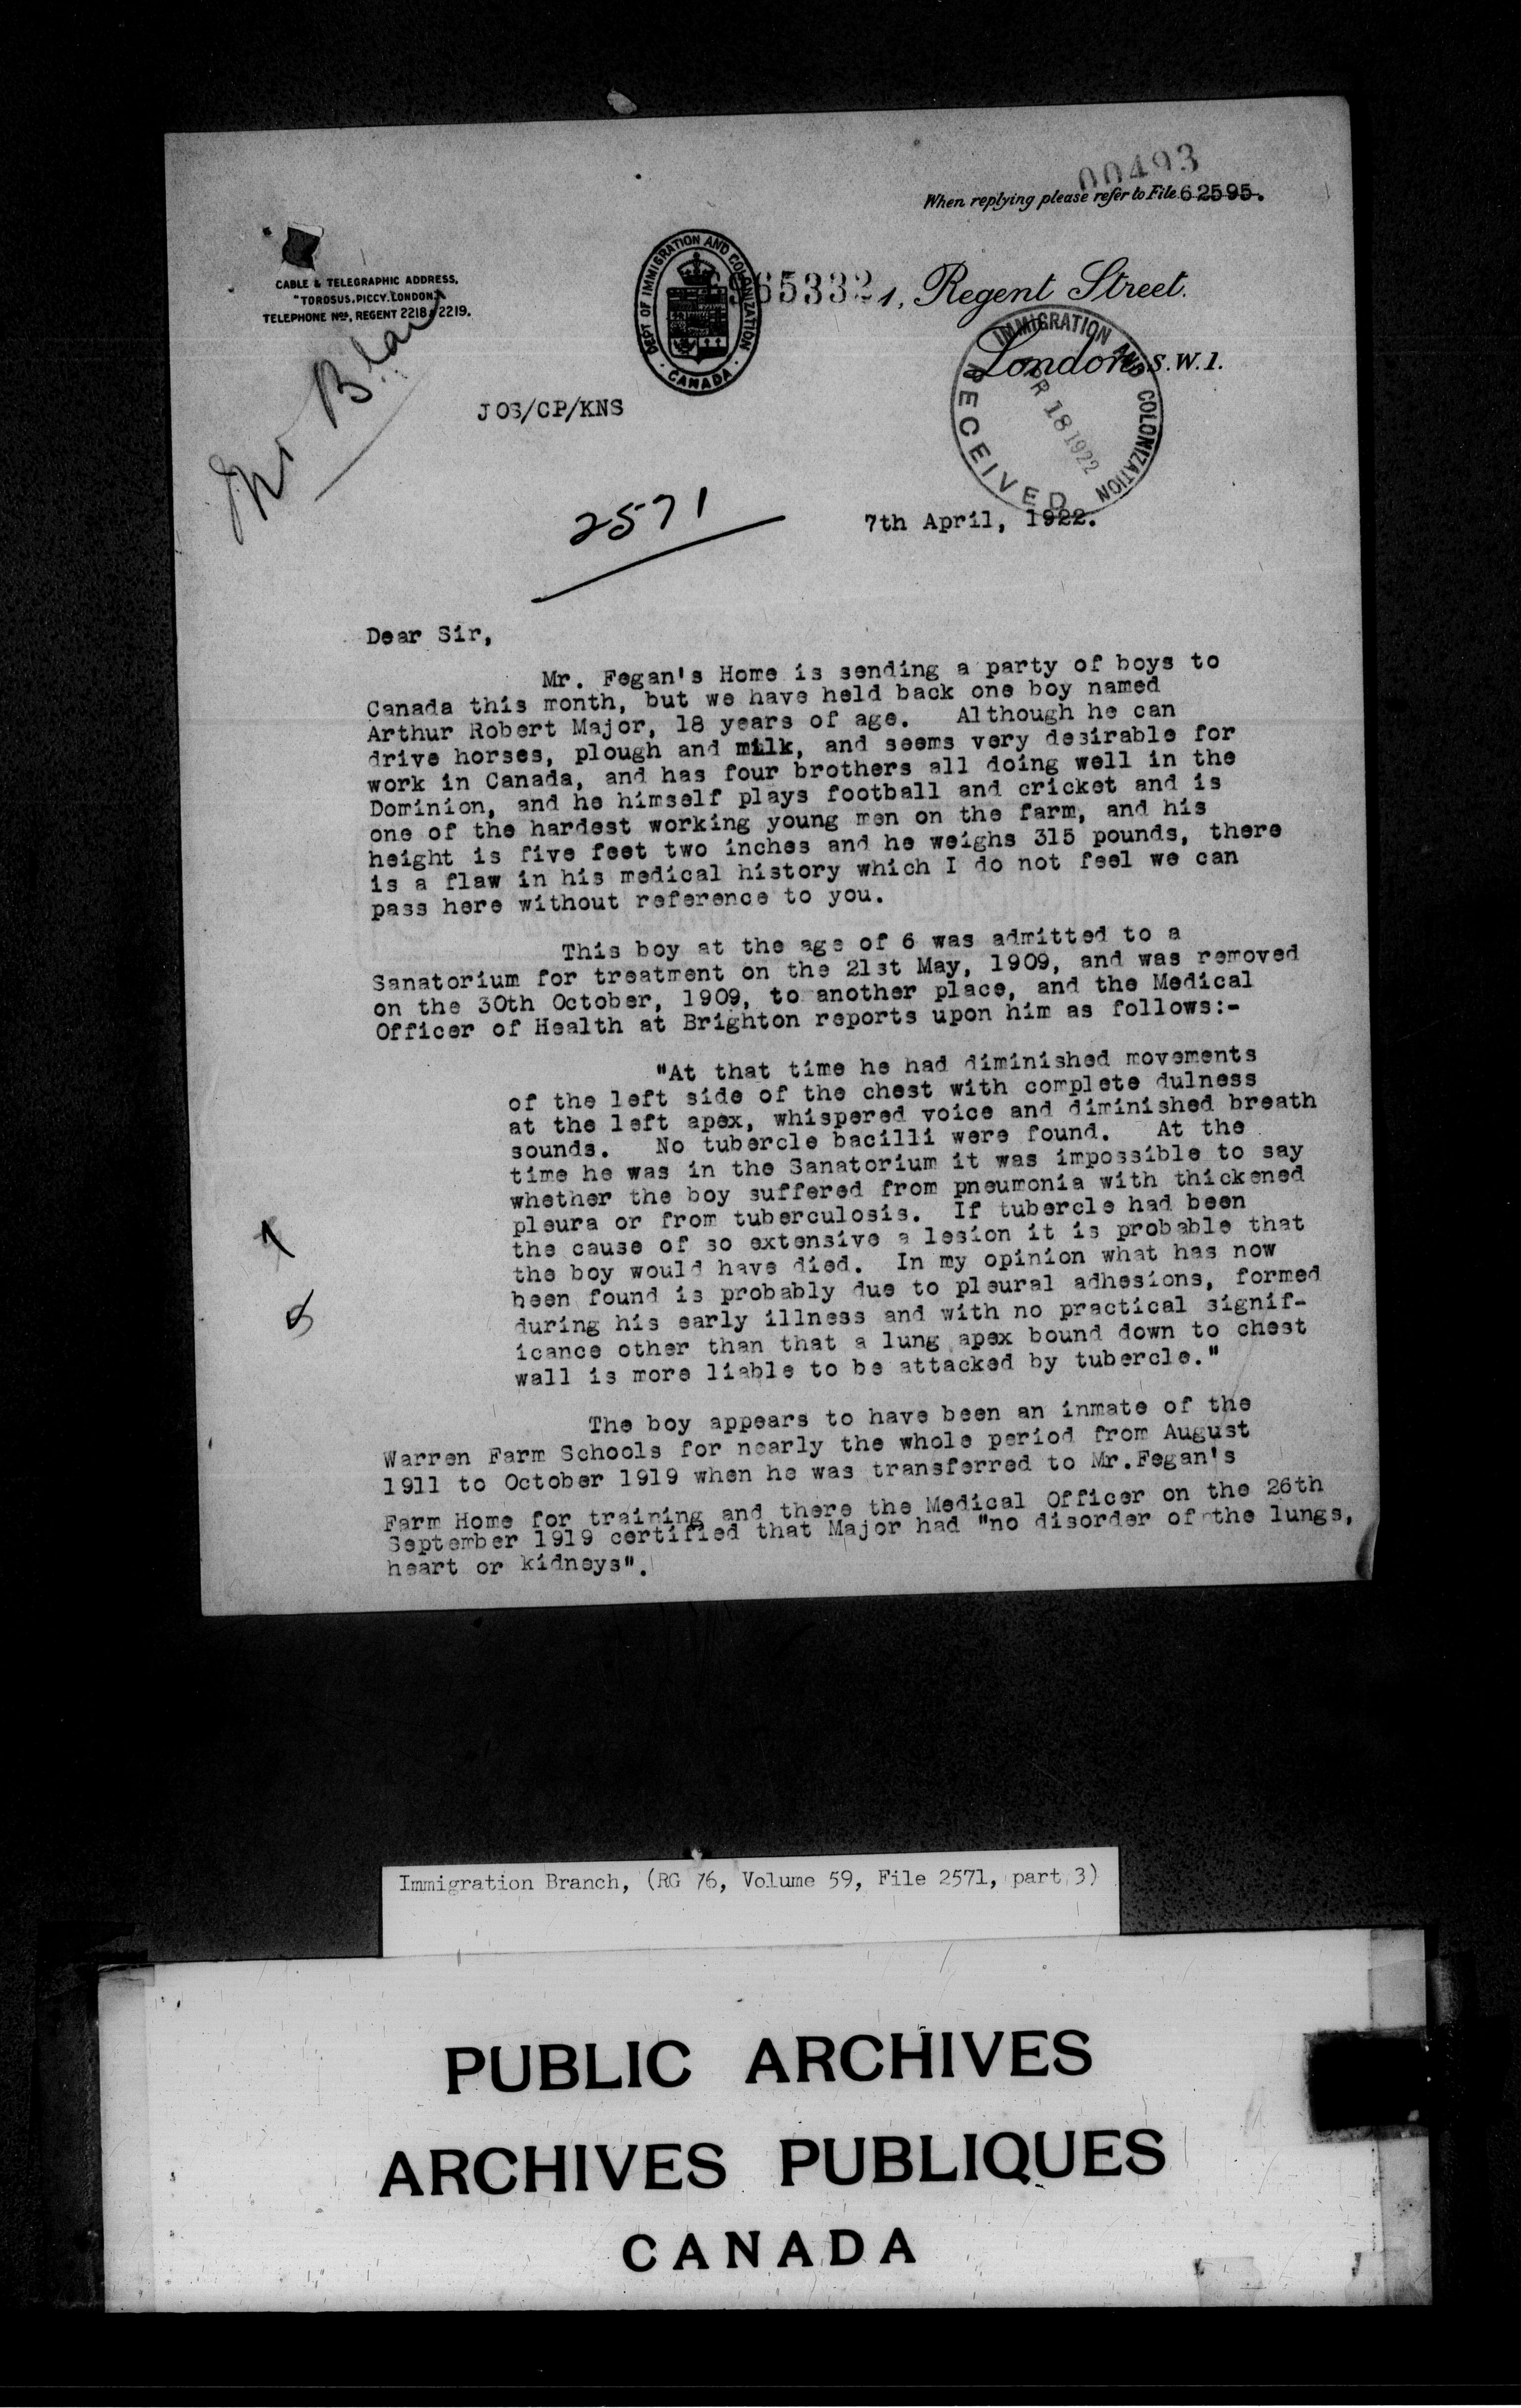 00493
When replying please refer to File 62595.
CABLE & TELEGRAPHIC ADDRESS,
"TOROSUS, PICCY. LONDON."
TELEPHONE Nos, REGENT 2218 & 2219.
DEPT OF IMMIGRATION AND COLONIZATION
CANADA
1, Regent Street.
London S.W.1.
IMMIGRATION AND COLONIZATION
RECEIVED
18 1922
Mr Blair
JOS/CP/KNS
2571
7th April, 1922.
Dear Sir,
Mr. Fegan's Home is sending a party of boys to
Canada this month, but we have held back one boy named
Arthur Robert Major, 18 years of age. Although he can
drive horses, plough and milk, and seems very desirable for
work in Canada, and has four brothers all doing well in the
Dominion, and he himself plays football and cricket and is
one of the hardest working young men on the farm, and his
height is five feet two inches and he weighs 315 pounds, there
is a flaw in his medical history which I do not feel we can
pass here without reference to you.
This boy at the age of 6 was admitted to a
Sanatorium for treatment on the 21st May, 1909, and was removed
on the 30th October, 1909, to another place, and the Medical
Officer of Health at Brighton reports upon him as follows:-
"At that time he had diminished movements
of the left side of the chest with complete dulness
at the left apex, whispered voice and diminished breath
sounds. No tubercle bacilli were found. At the
time he was in the Sanatorium it was impossible to say
whether the boy suffered from pneumonia with thickened
pleura or from tuberculosis. If tubercle had been
the cause of so extensive a lesion it is probable that
the boy would have died. In my opinion what has now
been found is probably due to pleural adhesions, formed
during his early illness and with no practical signif-
icance other than that a lung apex bound down to chest
wall is more liable to be attacked by tubercle."
The boy appears to have been an inmate of the
Warren Farm Schools for nearly the whole period from August
1911 to October 1919 when he was transferred to Mr.Fegan's
Farm Home for training and there the Medical Officer on the 26th
September 1919 certified that Major had "no disorder of the lungs,
heart or kidneys".
Immigration Branch, (RG 76, Volume 59, File 2571, part 3)
PUBLIC ARCHIVES
ARCHIVES PUBLIQUES
CANADA